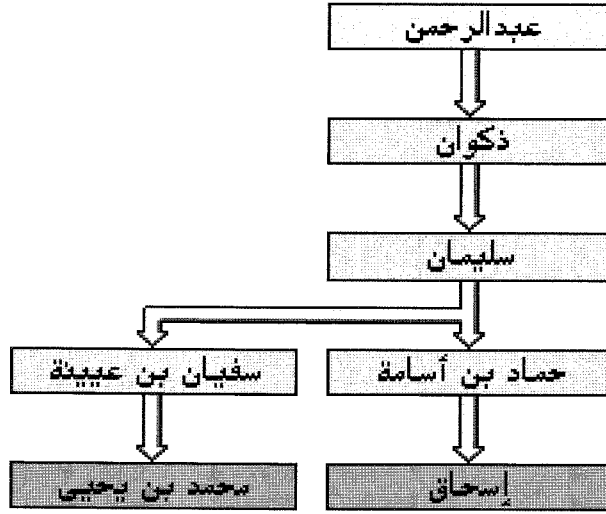 عبدالرحمن
ذكوان
سليمان
حماد بن أسامة
سفيان بن عيينة
إسحاق
محمد بن يحيى